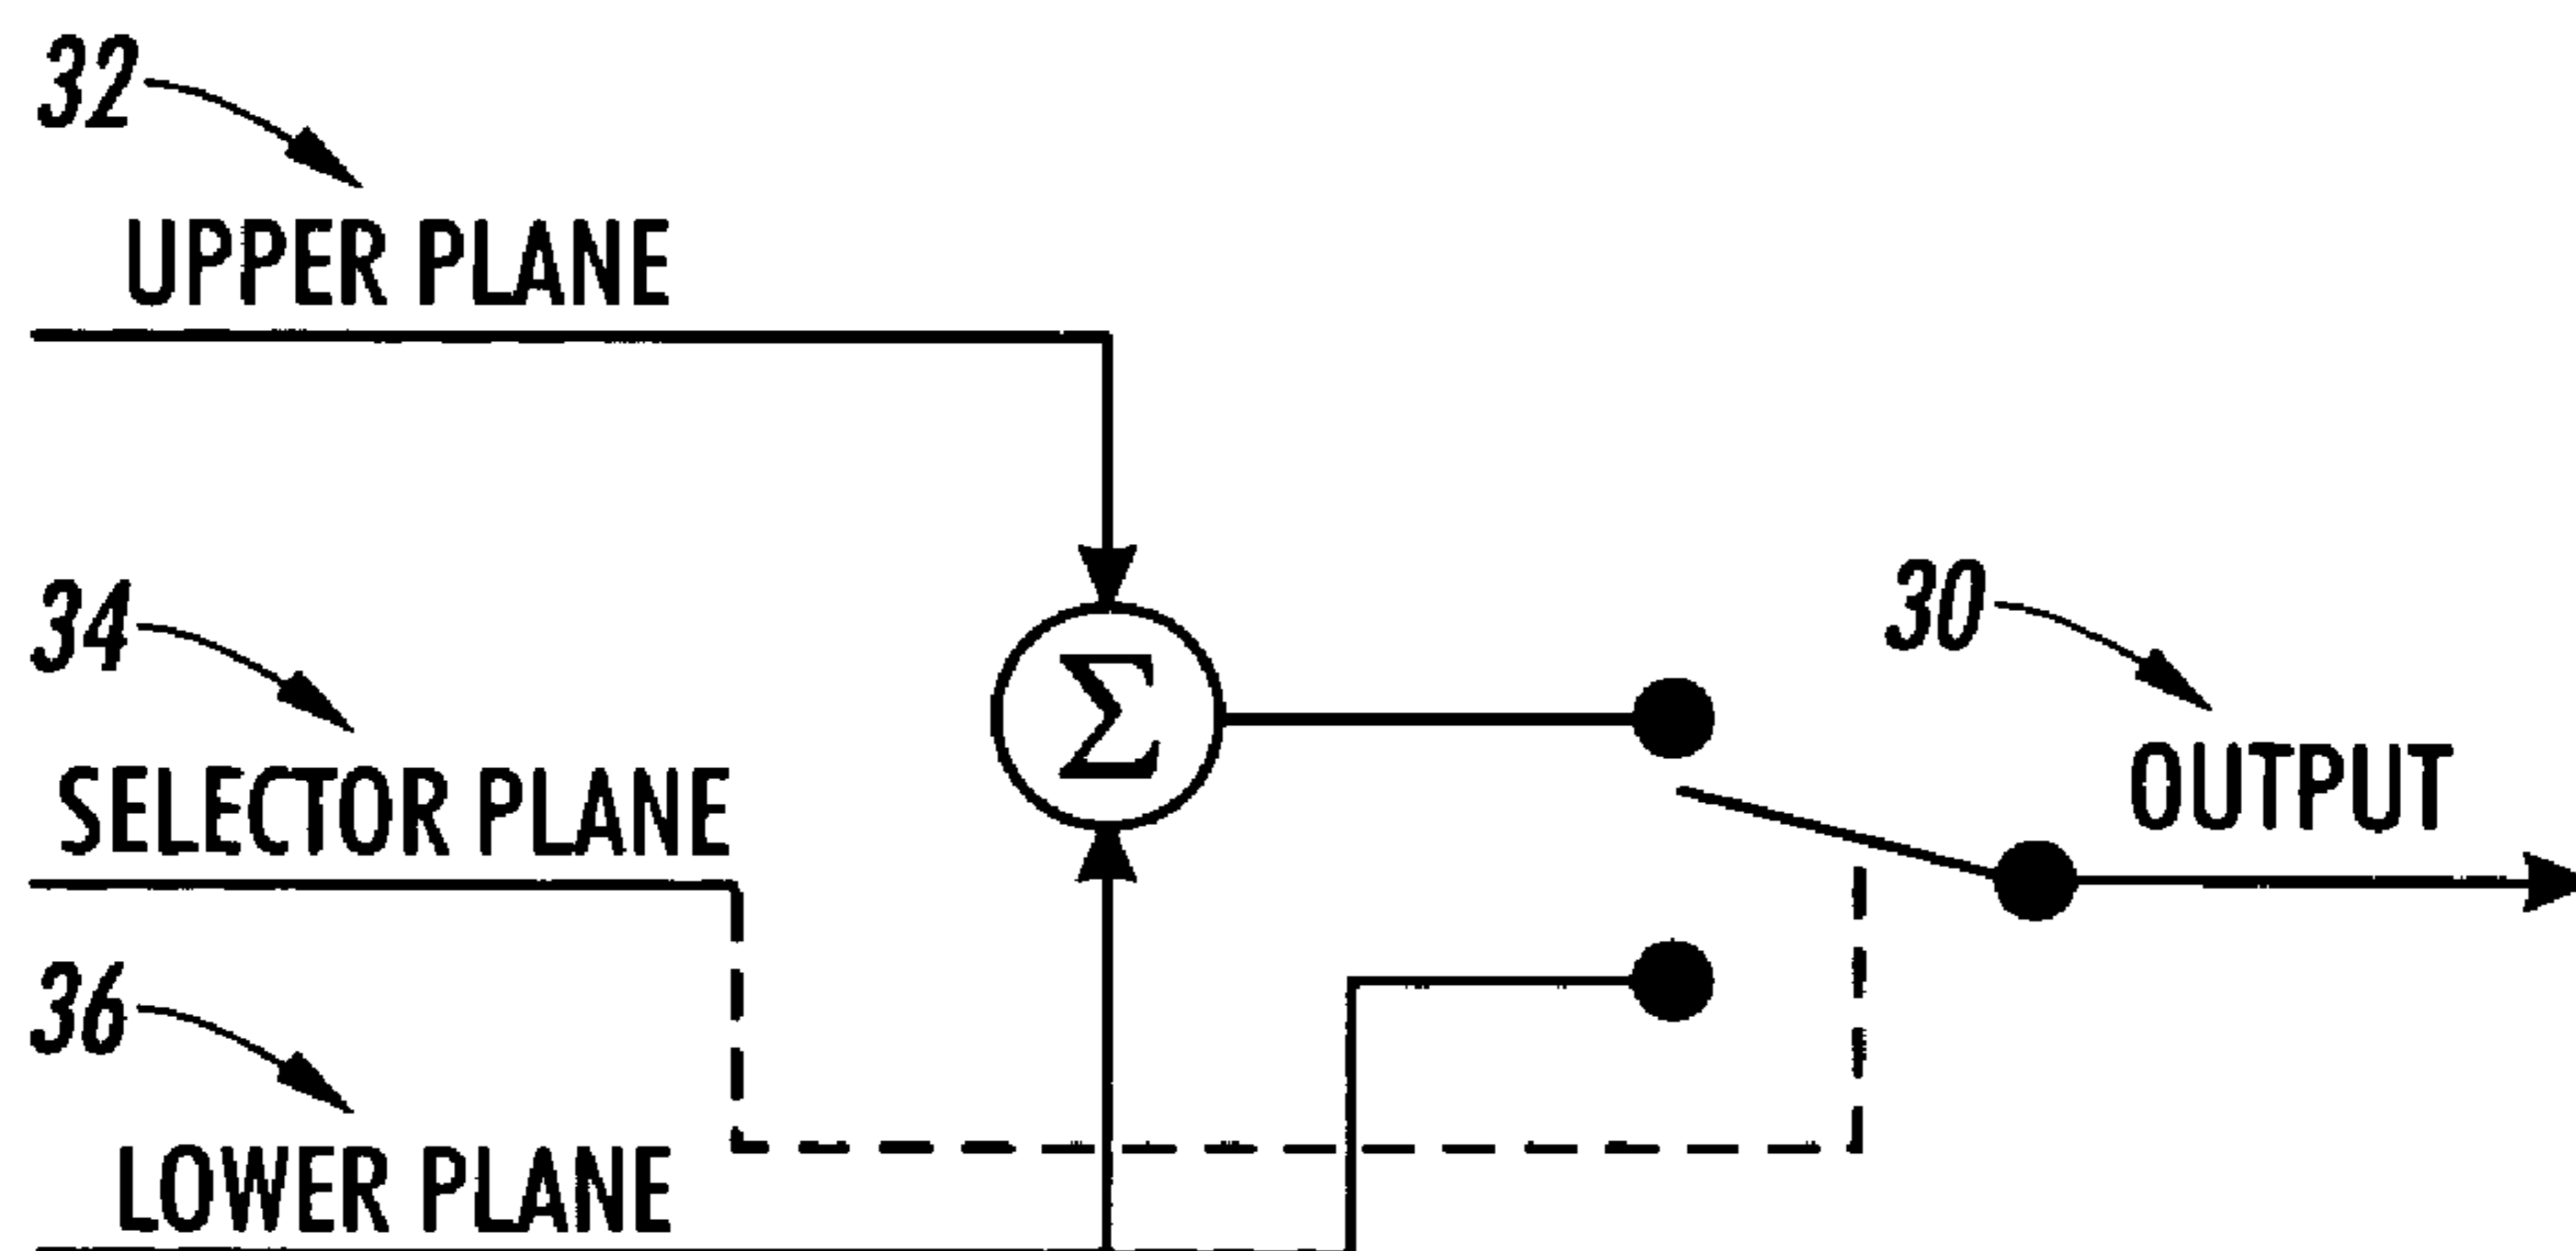 32
UPPER PLANE
34
SELECTOR PLANE
36
LOWER PLANE
Σ
30
OUTPUT